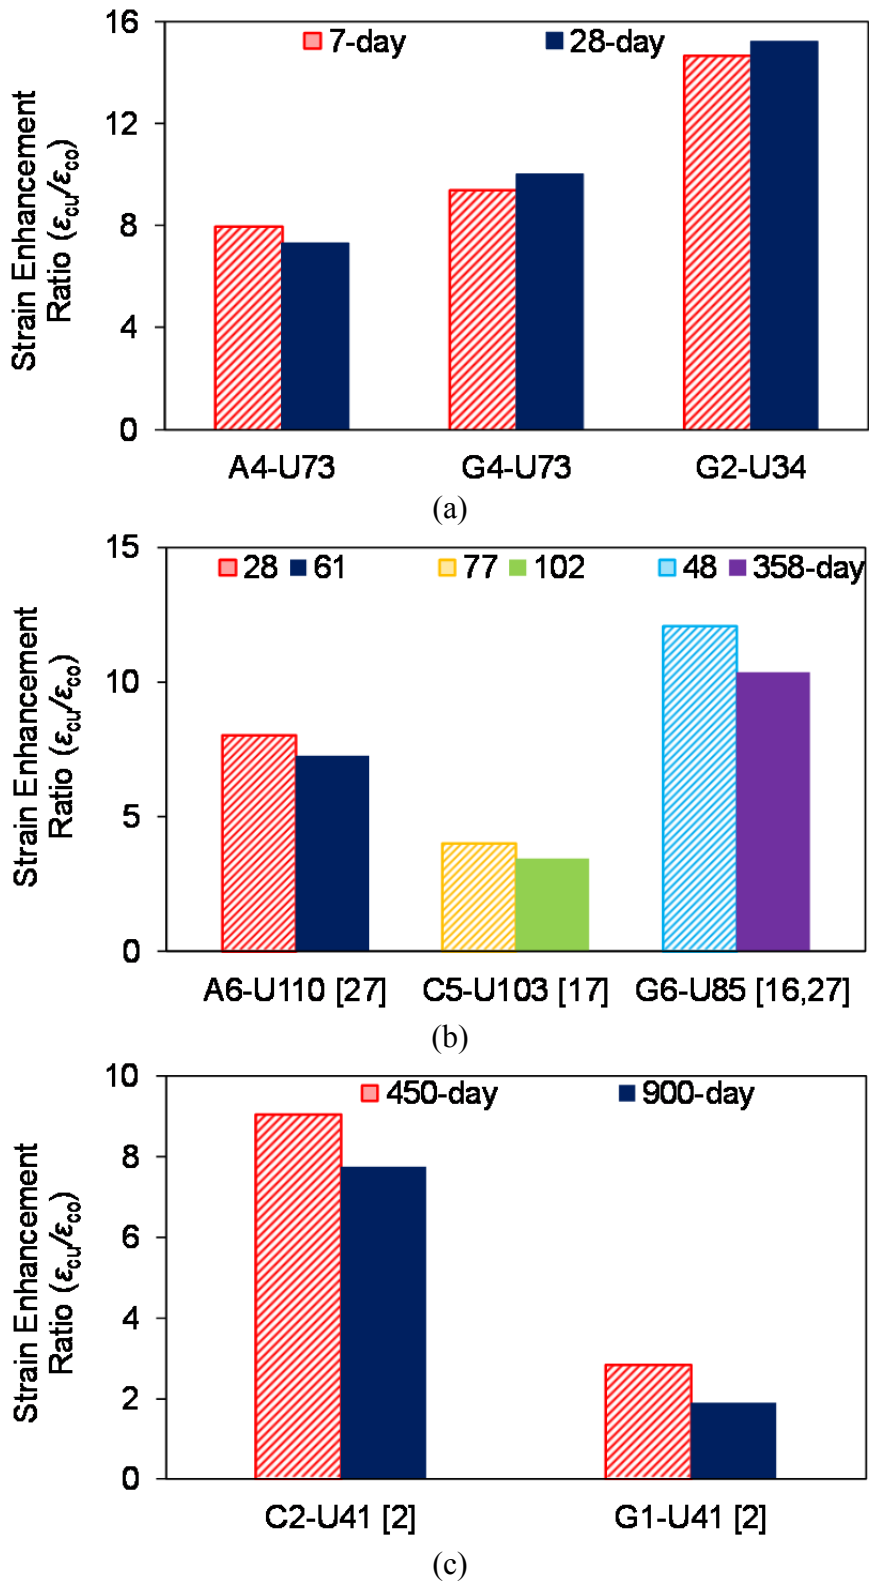 16
12
8
4
0
Strain Enhancement
Ratio (εcu/εco)
7-day 28-day
A4-U73 G4-U73 G2-U34
(a)
15
10
5
0
Strain Enhancement
Ratio (εcu/εco)
28 61 77 102 48 358-day
A6-U110 [27] C5-U103 [17] G6-U85 [16,27]
(b)
10
8
6
4
2
0
Strain Enhancement
Ratio (εcu/εco)
450-day 900-day
C2-U41 [2] G1-U41 [2]
(c)